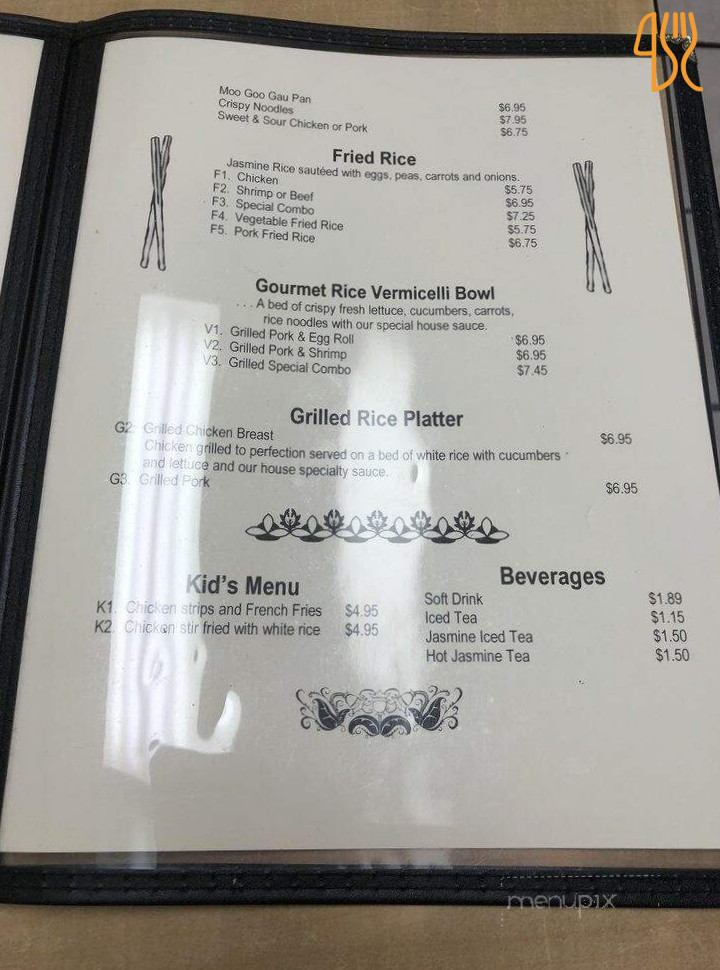 Moo Goo Gau Pan $6.95
Crispy Noodles $7.95
Sweet & Sour Chicken or Pork $6.75
Fried Rice
Jasmine Rice sautéed with eggs, peas, carrots and onions.
F1. Chicken $5.75
F2. Shrimp or Beef $6.95
F3. Special Combo $7.25
F4. Vegetable Fried Rice $5.75
F5. Pork Fried Rice $6.75
Gourmet Rice Vermicelli Bowl
...A bed of crispy fresh lettuce, cucumbers, carrots,
rice noodles with our special house sauce.
V1. Grilled Pork & Egg Roll $6.95
V2. Grilled Pork & Shrimp $6.95
V3. Grilled Special Combo $7.45
Grilled Rice Platter
G2. Grilled Chicken Breast $6.95
Chicken grilled to perfection served on a bed of white rice with cucumbers
and lettuce and our house specialty sauce.
G3. Grilled Pork $6.95
Kid's Menu
K1. Chicken strips and French Fries $4.95
K2. Chicken stir fried with white rice $4.95
Beverages
Soft Drink $1.89
Iced Tea $1.15
Jasmine Iced Tea $1.50
Hot Jasmine Tea $1.50
menupix